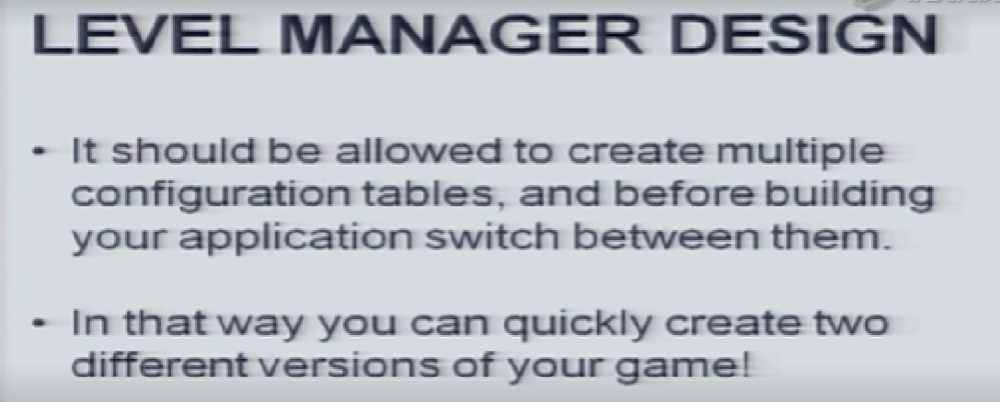 LEVEL MANAGER DESIGN
• It should be allowed to create multiple
configuration tables, and before building
your application switch between them.
• In that way you can quickly create two
different versions of your game!